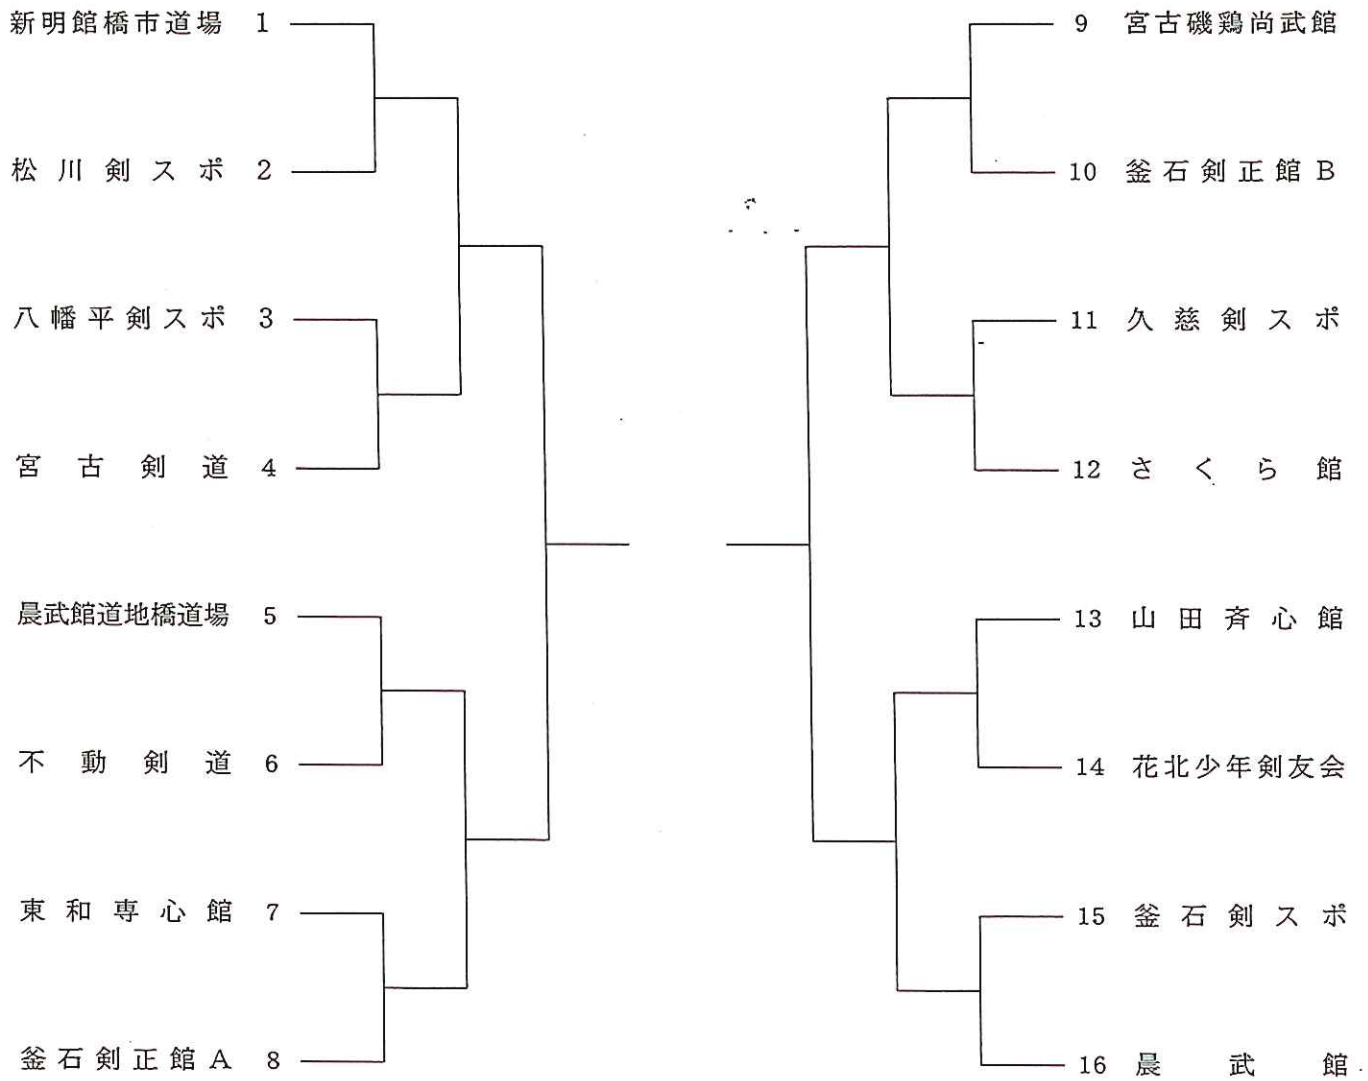 新明館橋市道場 1
松川剣スポ 2
八幡平剣スポ 3
宮古剣道 4
晨武館道地橋道場 5
不動剣道 6
東和専心館 7
釜石剣正館A 8
9 宮古磯鶏尚武館
10 釜石剣正館B
11 久慈剣スポ
12 さくら館
13 山田斉心館
14 花北少年剣友会
15 釜石剣スポ
16 晨武館